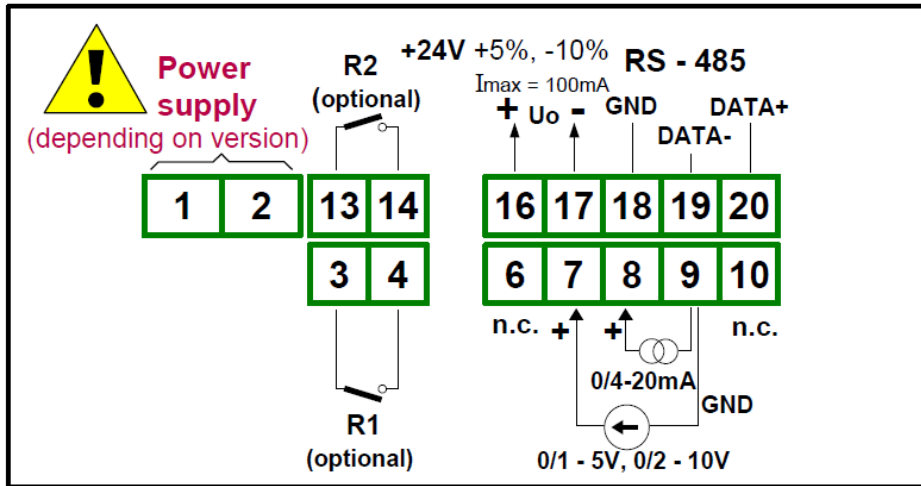 Power
supply
(depending on version)
R2
(optional)
+24V +5%, -10%
Imax = 100mA
+ Uo -
RS - 485
GND
DATA-
DATA+
1 2 13 14 16 17 18 19 20
3 4 6 7 8 9 10
n.c. + + n.c.
0/4-20mA
GND
R1
(optional)
0/1 - 5V, 0/2 - 10V